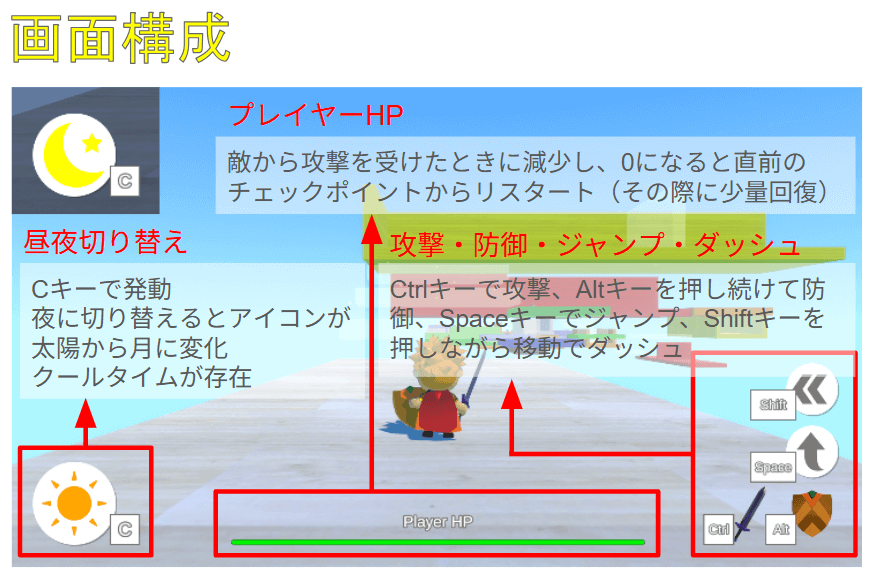 画面構成
C
プレイヤーHP
敵から攻撃を受けたときに減少し、0になると直前の
チェックポイントからリスタート（その際に少量回復）
昼夜切り替え
Cキーで発動
夜に切り替えるとアイコンが
太陽から月に変化
クールタイムが存在
攻撃・防御・ジャンプ・ダッシュ
Ctrlキーで攻撃、Altキーを押し続けて防
御、Spaceキーでジャンプ、Shiftキーを
押しながら移動でダッシュ
Shift
Space
Ctrl
Alt
C
Player HP